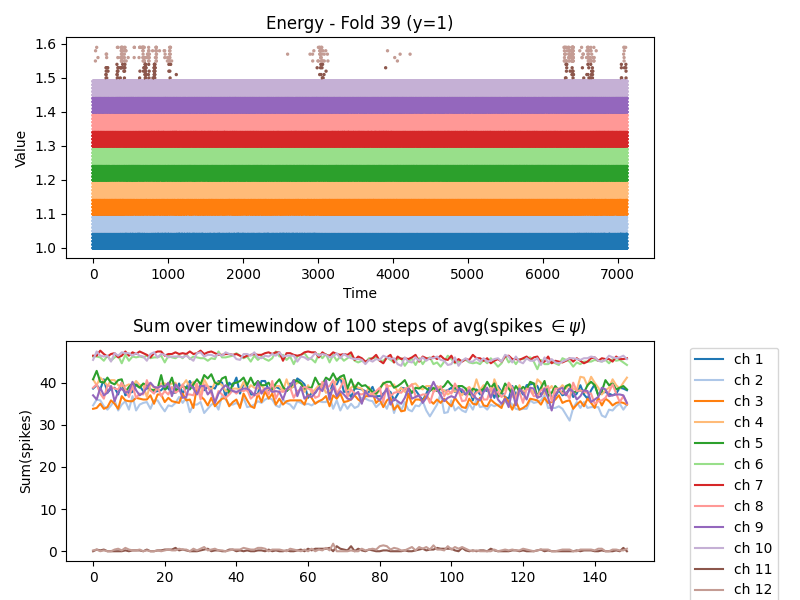 Energy - Fold 39 (y=1)
1.6
1.5
1.4
1.3
1.2
1.1
1.0
Value
0 1000 2000 3000 4000 5000 6000 7000
Time
Sum over timewindow of 100 steps of avg(spikes ∈ ψ)
40
30
20
10
0
Sum(spikes)
0 20 40 60 80 100 120 140
ch 1
ch 2
ch 3
ch 4
ch 5
ch 6
ch 7
ch 8
ch 9
ch 10
ch 11
ch 12